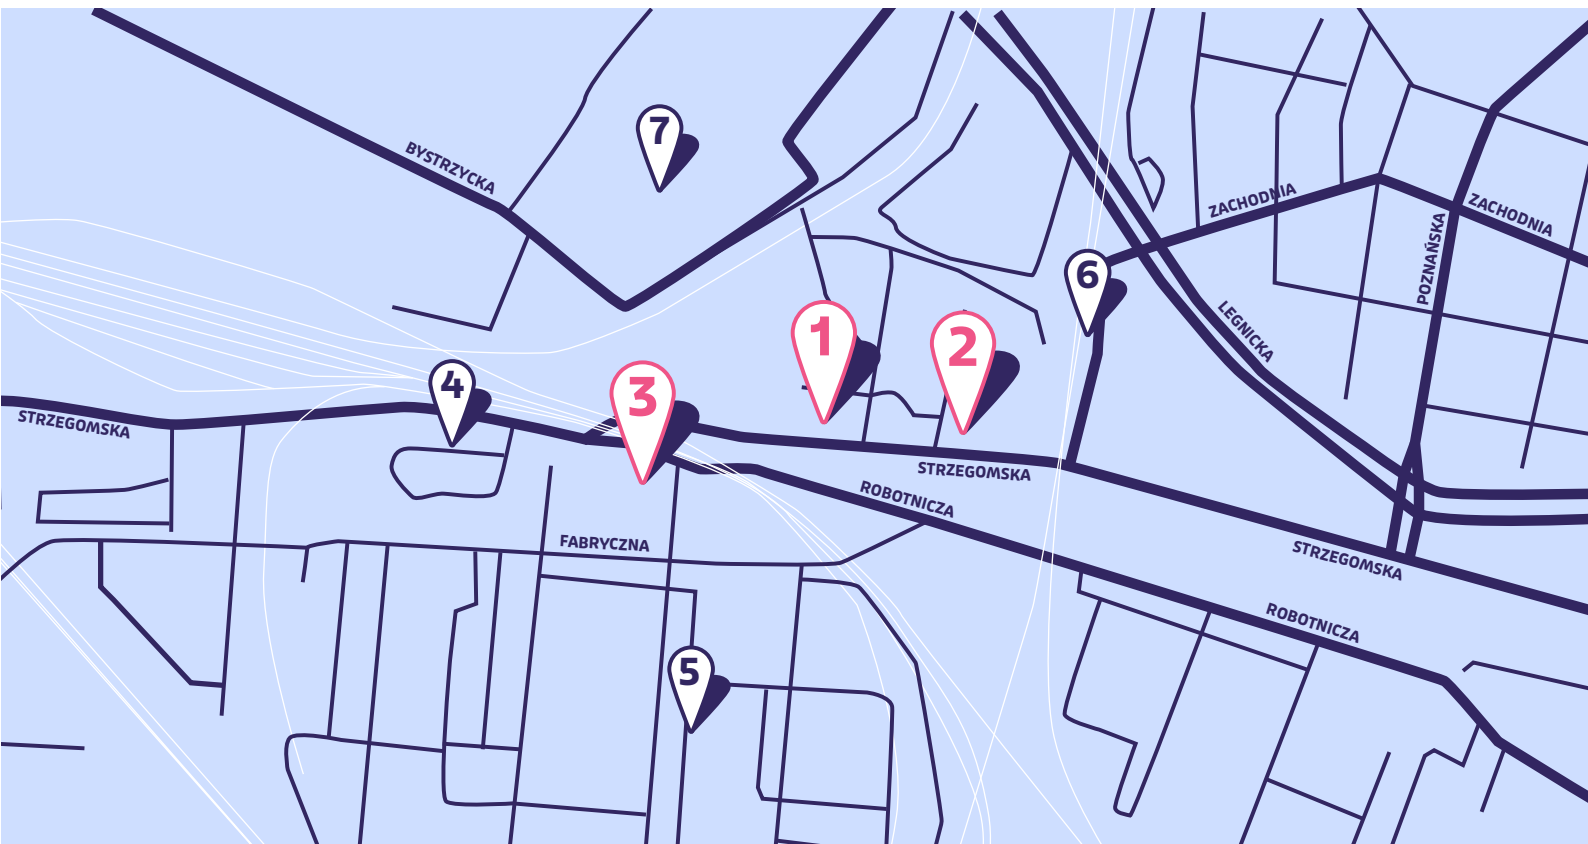 7
BYSTRZYCKA
ZACHODNIA
ZACHODNIA
POZNAŃSKA
6
LEGNICKA
1
2
4
3
STRZEGOMSKA
STRZEGOMSKA
ROBOTNICZA
FABRYCZNA
STRZEGOMSKA
ROBOTNICZA
5